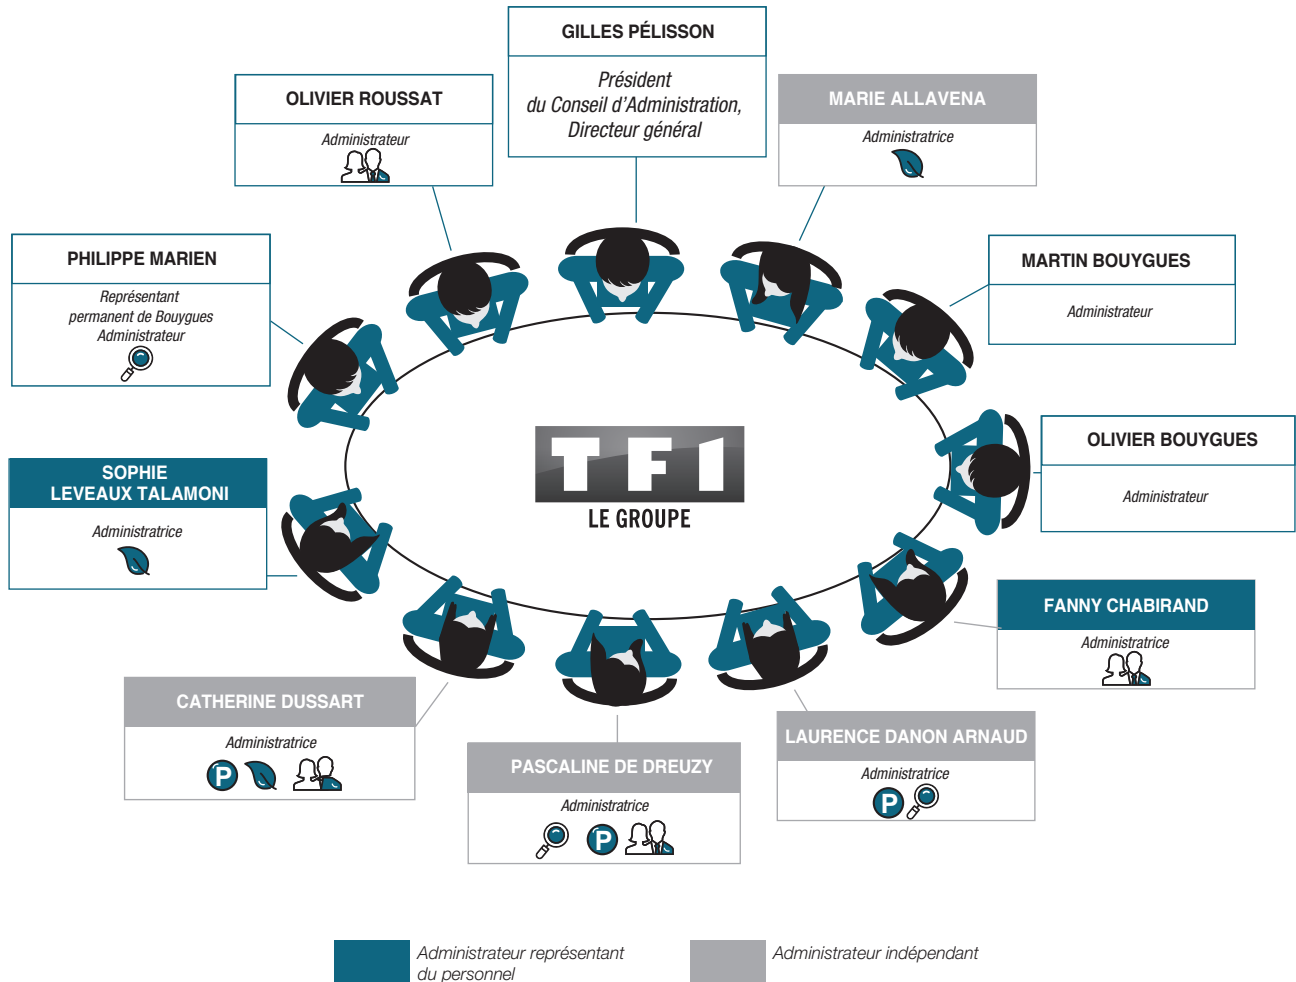 GILLES PÉLISSON
Président
du Conseil d'Administration,
Directeur général
OLIVIER ROUSSAT
Administrateur
MARIE ALLAVENA
Administratrice
PHILIPPE MARIEN
Représentant
permanent de Bouygues
Administrateur
MARTIN BOUYGUES
Administrateur
OLIVIER BOUYGUES
Administrateur
TF1
LE GROUPE
SOPHIE
LEVEAUX TALAMONI
Administratrice
FANNY CHABIRAND
Administratrice
CATHERINE DUSSART
Administratrice
P
PASCALINE DE DREUZY
Administratrice
P
LAURENCE DANON ARNAUD
Administratrice
P
Administrateur représentant
du personnel
Administrateur indépendant